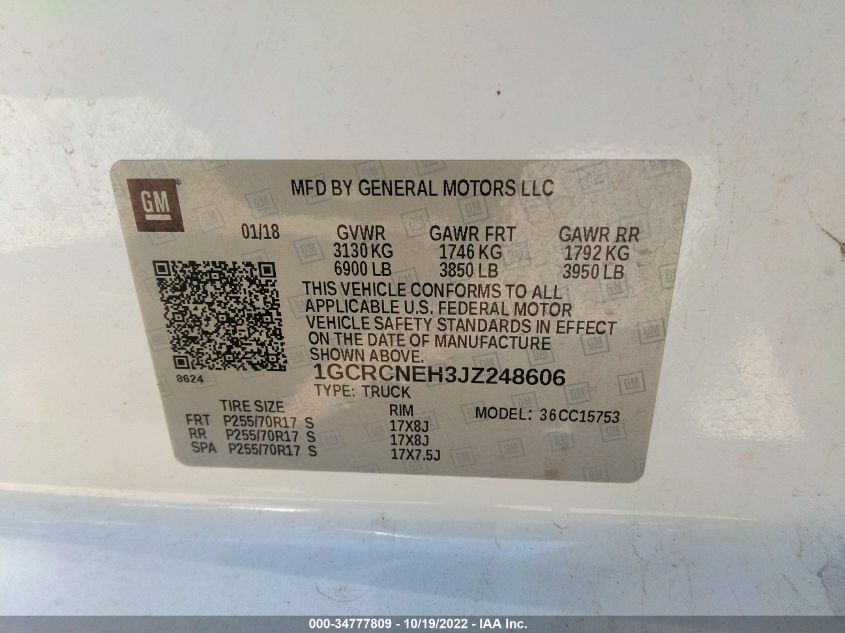 GM ®
MFD BY GENERAL MOTORS LLC
01/18 GVWR GAWR FRT GAWR RR
3130 KG 1746 KG 1792 KG
6900 LB 3850 LB 3950 LB
THIS VEHICLE CONFORMS TO ALL
APPLICABLE U.S. FEDERAL MOTOR
VEHICLE SAFETY STANDARDS IN EFFECT
ON THE DATE OF MANUFACTURE
SHOWN ABOVE.
8624
1GCRCNEH3JZ248606
TYPE: TRUCK
TIRE SIZE RIM MODEL: 36CC15753
FRT P255/70R17 S 17X8J
RR P255/70R17 S 17X8J
SPA P255/70R17 S 17X7.5J
000-34777809 - 10/19/2022 - IAA Inc.